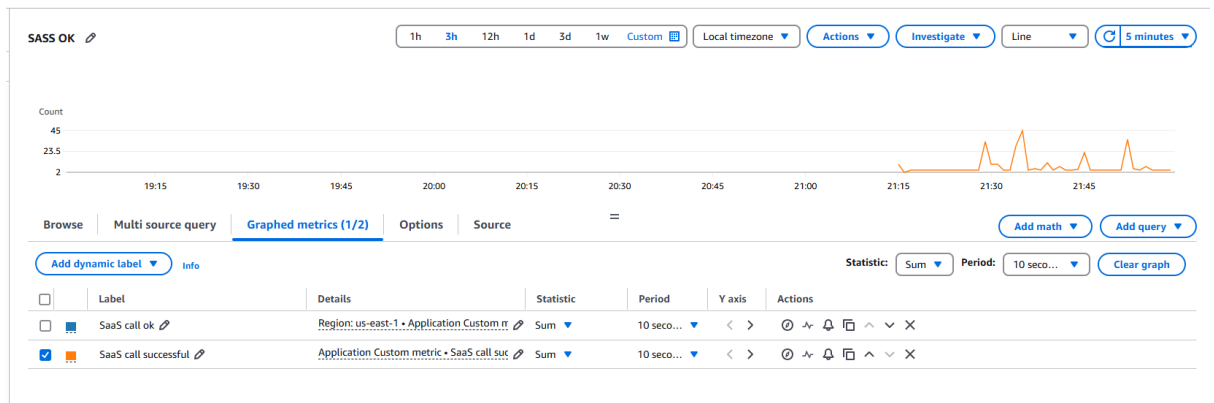 SASS OK 1h 3h 12h 1d 3d 1w Custom Local timezone Actions Investigate Line 5 minutes
Count
45
23.5
2
19:15 19:30 19:45 20:00 20:15 20:30 20:45 21:00 21:15 21:30 21:45
Browse Multi source query Graphed metrics (1/2) Options Source Add math Add query
Add dynamic label Info Statistic: Sum Period: 10 seco... Clear graph
Label Details Statistic Period Y axis Actions
SaaS call ok Region: us-east-1 • Application Custom m Sum 10 seco...
SaaS call successful Application Custom metric • SaaS call suc Sum 10 seco...